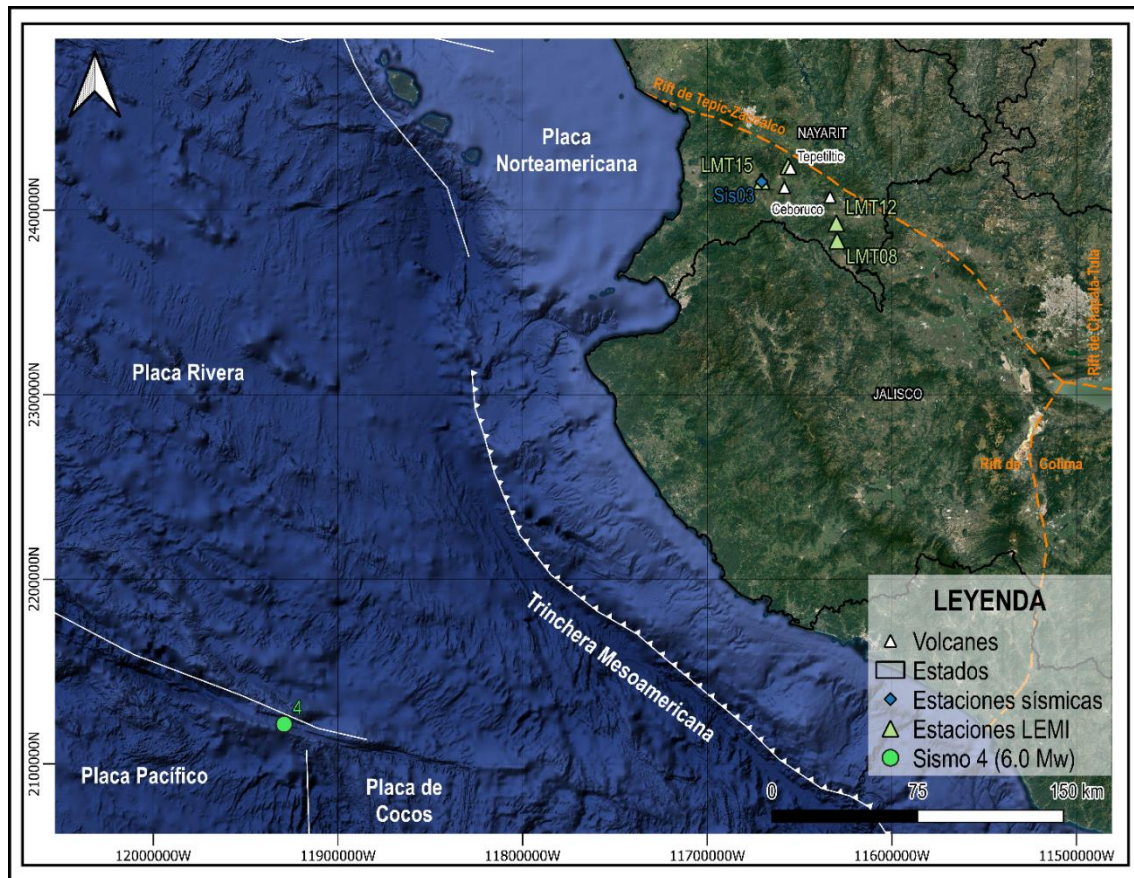 Rift de Tepic-Zacoalco
NAYARIT
Placa
Norteamericana
Tepetiltic
LMT15
Sis03
Ceboruco
LMT12
LMT08
Rift de Chapala-Tula
Placa Rivera
JALISCO
Rift de Colima
Trinchera Mesoamericana
4
Placa Pacífico
Placa de
Cocos
LEYENDA
Volcanes
Estados
Estaciones sísmicas
Estaciones LEMI
Sismo 4 (6.0 Mw)
0 75 150 km
2400000N
2300000N
2200000N
2100000N
12000000W 11900000W 11800000W 11700000W 11600000W 11500000W